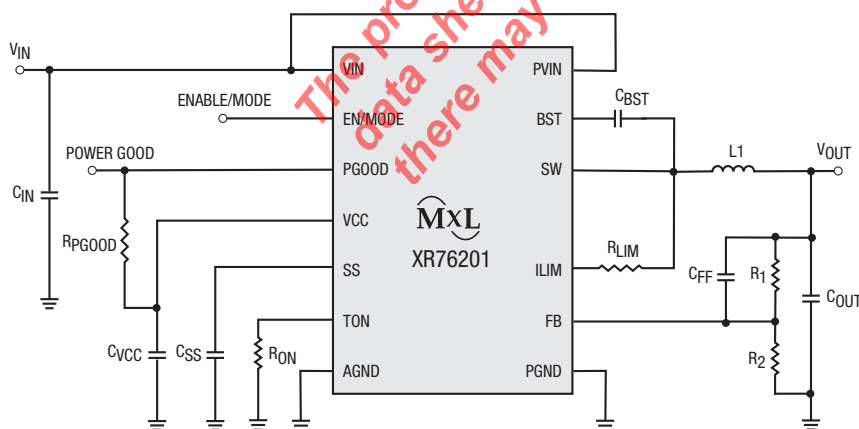 The pro
data she
there may
VIN
ENABLE/MODE
POWER GOOD
CIN
RPGOOD
CVCC
CSS
RON
VIN
EN/MODE
PGOOD
VCC
SS
TON
AGND
MXL
XR76201
PVIN
BST
SW
ILIM
FB
PGND
CBST
L1
VOUT
RLIM
CFF
R1
R2
COUT